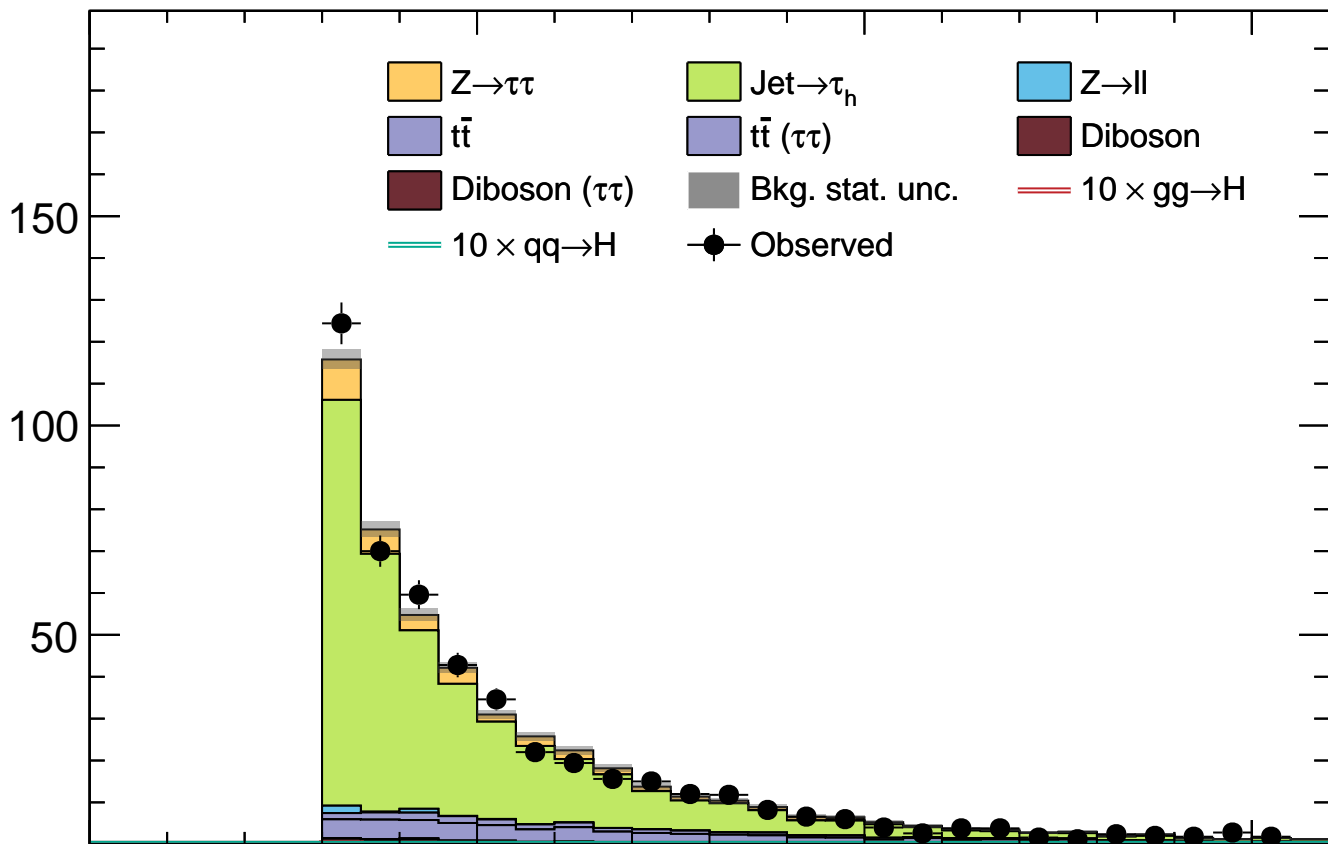 Z→ττ Jet→τh Z→ll
tt̄ tt̄ (ττ) Diboson
Diboson (ττ) Bkg. stat. unc. 10 × gg→H
150
10 × qq→H Observed
100
50